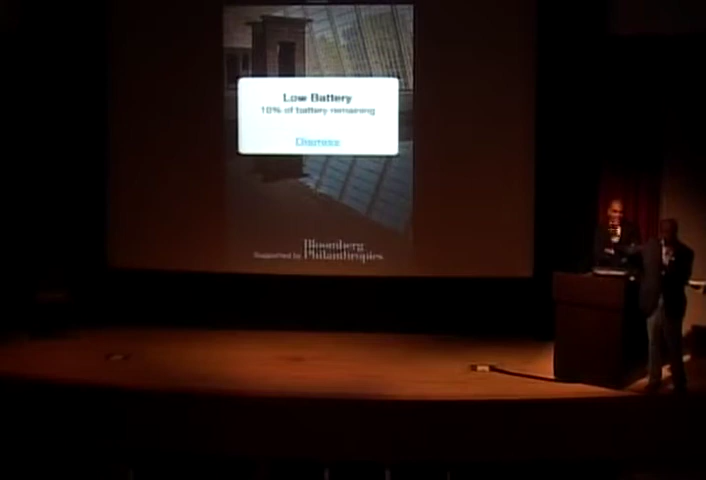 Low Battery
10% of battery remaining
Dismiss
Bloomberg
Supported by Philanthropies